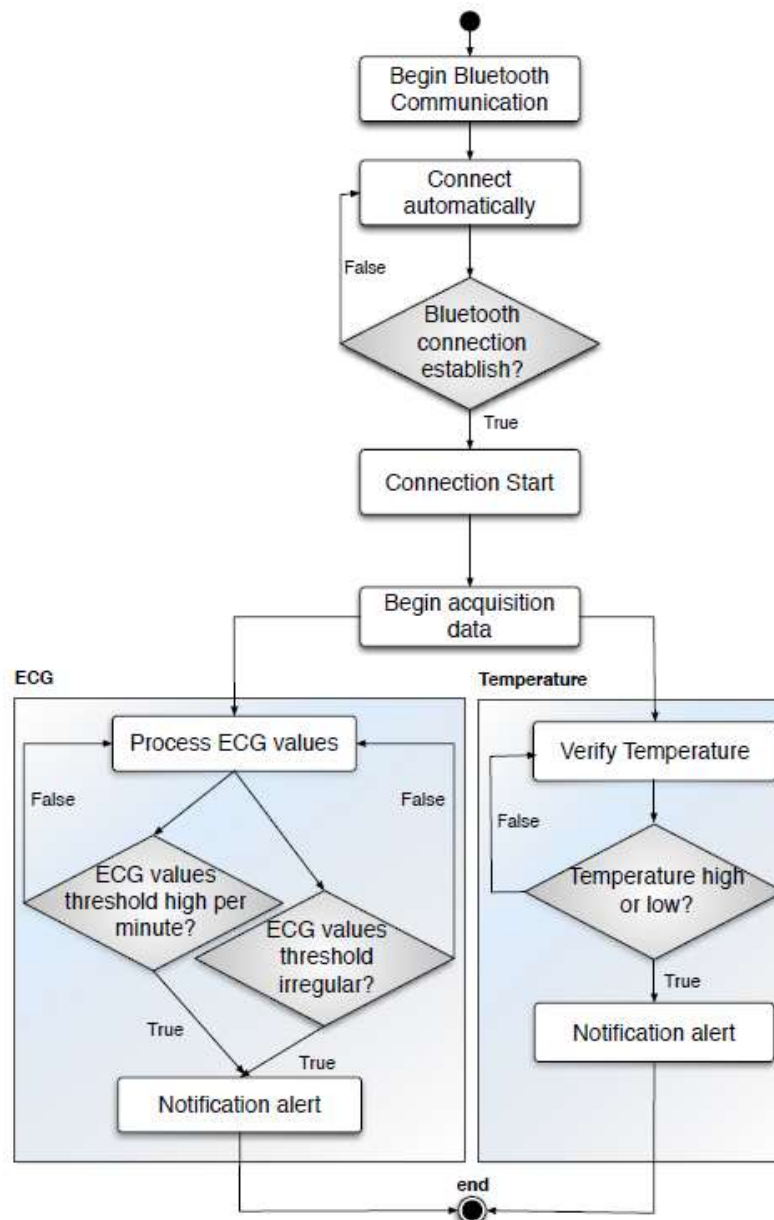 Begin Bluetooth
Communication
Connect
automatically
False
Bluetooth
connection
establish?
True
Connection Start
Begin acquisition
data
ECG
Process ECG values
False
False
ECG values
threshold high per
minute?
ECG values
threshold
irregular?
True
True
Notification alert
Temperature
Verify Temperature
False
Temperature high
or low?
True
Notification alert
end